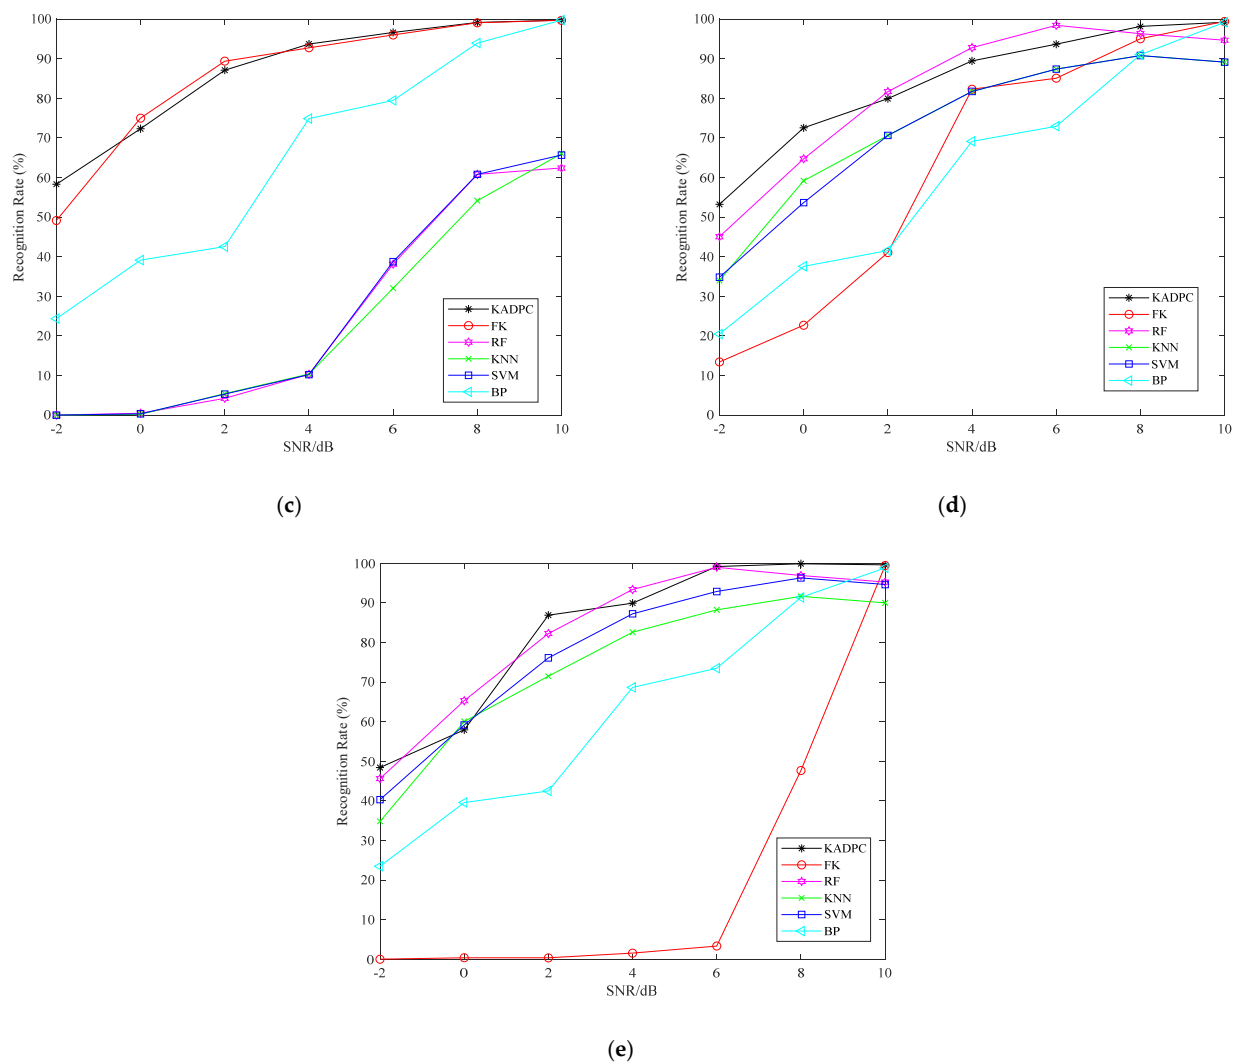 100
90
80
70
60
50
40
30
20
10
0
Recognition Rate (%)
-2 0 2 4 6 8 10
SNR/dB
KADPC
FK
RF
KNN
SVM
BP
(c)
100
90
80
70
60
50
40
30
20
10
0
Recognition Rate (%)
-2 0 2 4 6 8 10
SNR/dB
KADPC
FK
RF
KNN
SVM
BP
(d)
100
90
80
70
60
50
40
30
20
10
0
Recognition Rate (%)
-2 0 2 4 6 8 10
SNR/dB
KADPC
FK
RF
KNN
SVM
BP
(e)